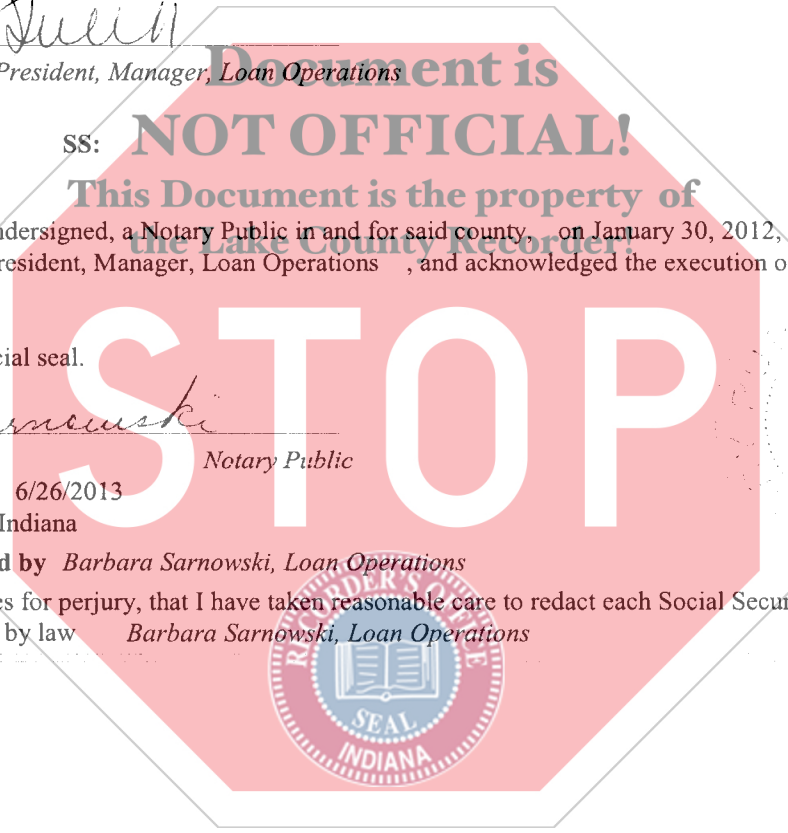 President, Manager, Loan Operations
Document is
SS:
NOT OFFICIAL!
This Document is the property of
the Lake County Recorder!
ndersigned, a Notary Public in and for said county, on January 30, 2012,
resident, Manager, Loan Operations , and acknowledged the execution o
STOP
cial seal.
rnowski
Notary Public
6/26/2013
Indiana
d by Barbara Sarnowski, Loan Operations
es for perjury, that I have taken reasonable care to redact each Social Secur
by law Barbara Sarnowski, Loan Operations
RECORDER'S OFFICE
SEAL
INDIANA